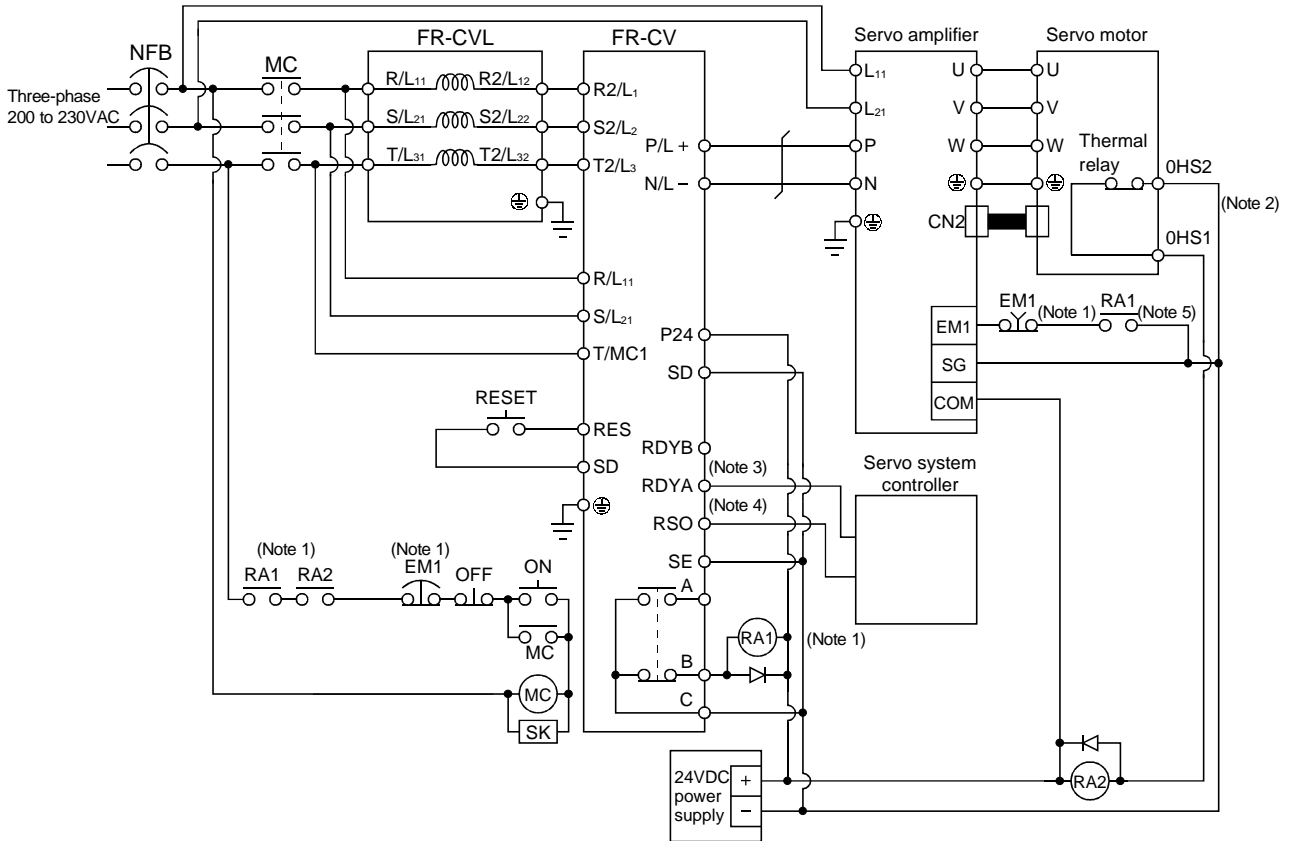 NFB
Three-phase
200 to 230VAC
MC
FR-CVL
R/L11 R2/L12
S/L21 S2/L22
T/L31 T2/L32
FR-CV
R2/L1
S2/L2
T2/L3
P/L +
N/L −
R/L11
S/L21
T/MC1
P24
SD
RESET
RES
SD
RDYB
RDYA
(Note 3)
RSO
(Note 4)
SE
A
B
C
RA1
(Note 1)
(Note 1)
RA1
RA2
(Note 1)
EM1
OFF
ON
MC
MC
SK
Servo amplifier
L11
L21
P
N
U
V
W
CN2
EM1
SG
COM
Servo motor
U
V
W
Thermal
relay
0HS2
(Note 2)
0HS1
EM1
(Note 1)
RA1
(Note 5)
Servo system
controller
24VDC
power
supply
+
−
RA2